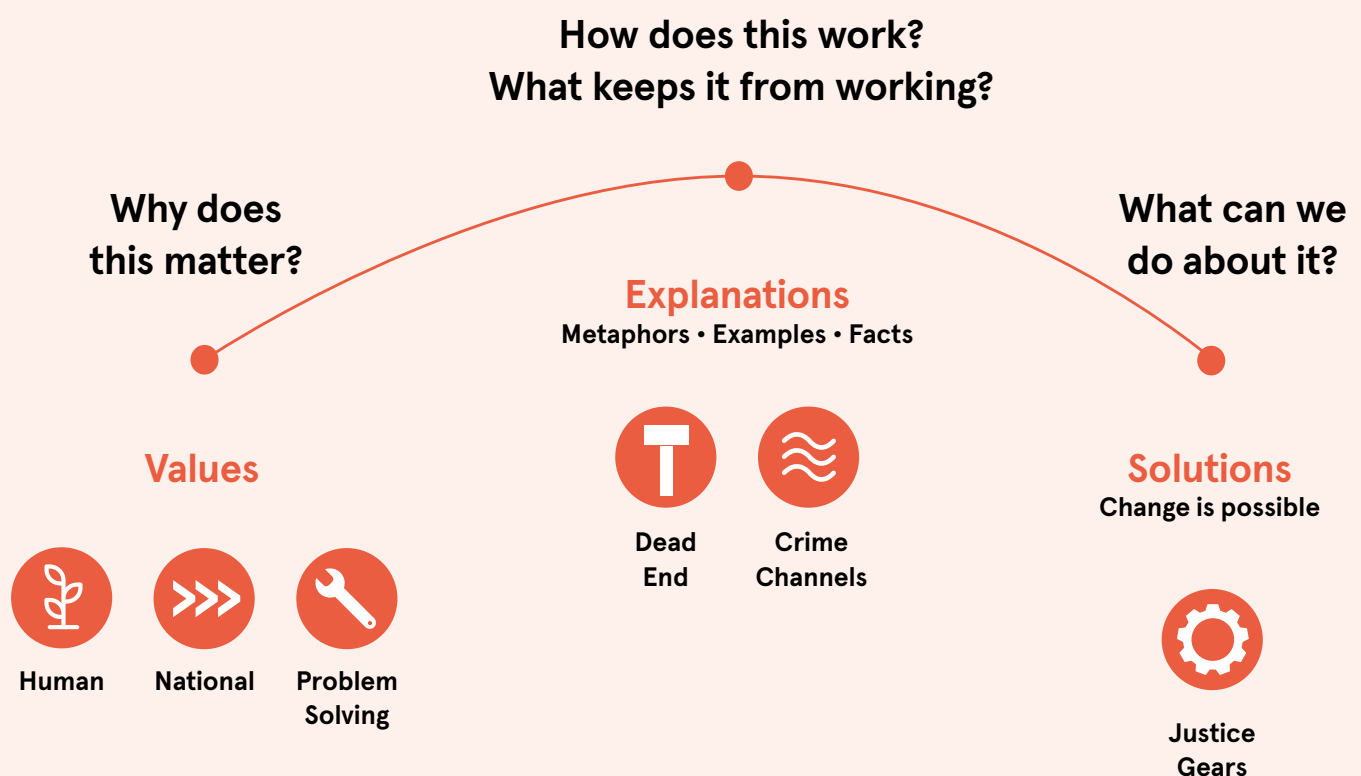 How does this work?
What keeps it from working?
Why does
this matter?
What can we
do about it?
Explanations
Metaphors • Examples • Facts
Values
Solutions
Change is possible
Dead
End
Crime
Channels
Human
National
Problem
Solving
Justice
Gears